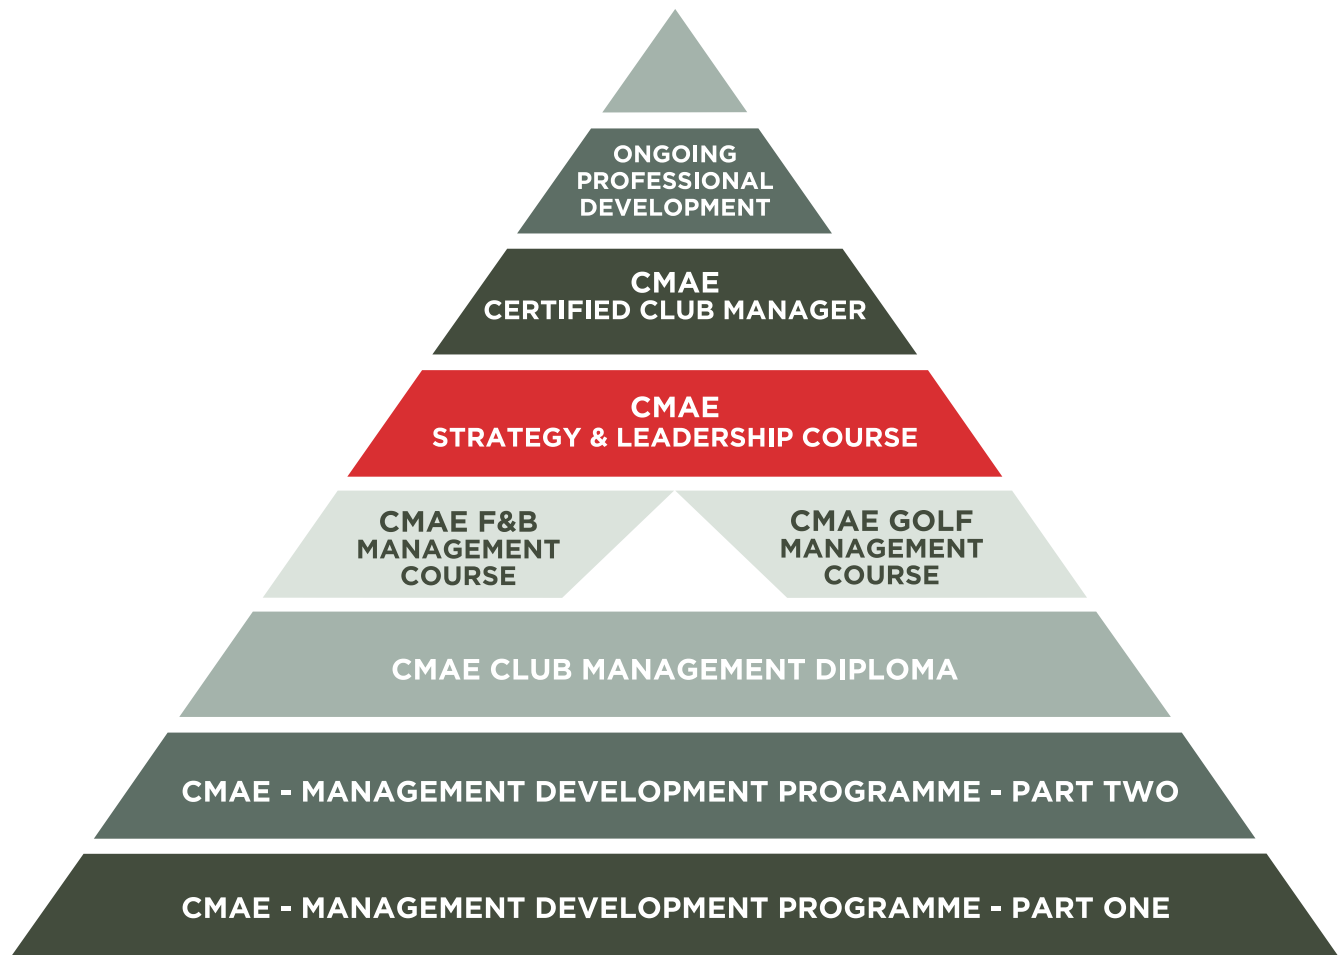 ONGOING
PROFESSIONAL
DEVELOPMENT
CMAE
CERTIFIED CLUB MANAGER
CMAE
STRATEGY & LEADERSHIP COURSE
CMAE F&B
MANAGEMENT
COURSE
CMAE GOLF
MANAGEMENT
COURSE
CMAE CLUB MANAGEMENT DIPLOMA
CMAE - MANAGEMENT DEVELOPMENT PROGRAMME - PART TWO
CMAE - MANAGEMENT DEVELOPMENT PROGRAMME - PART ONE